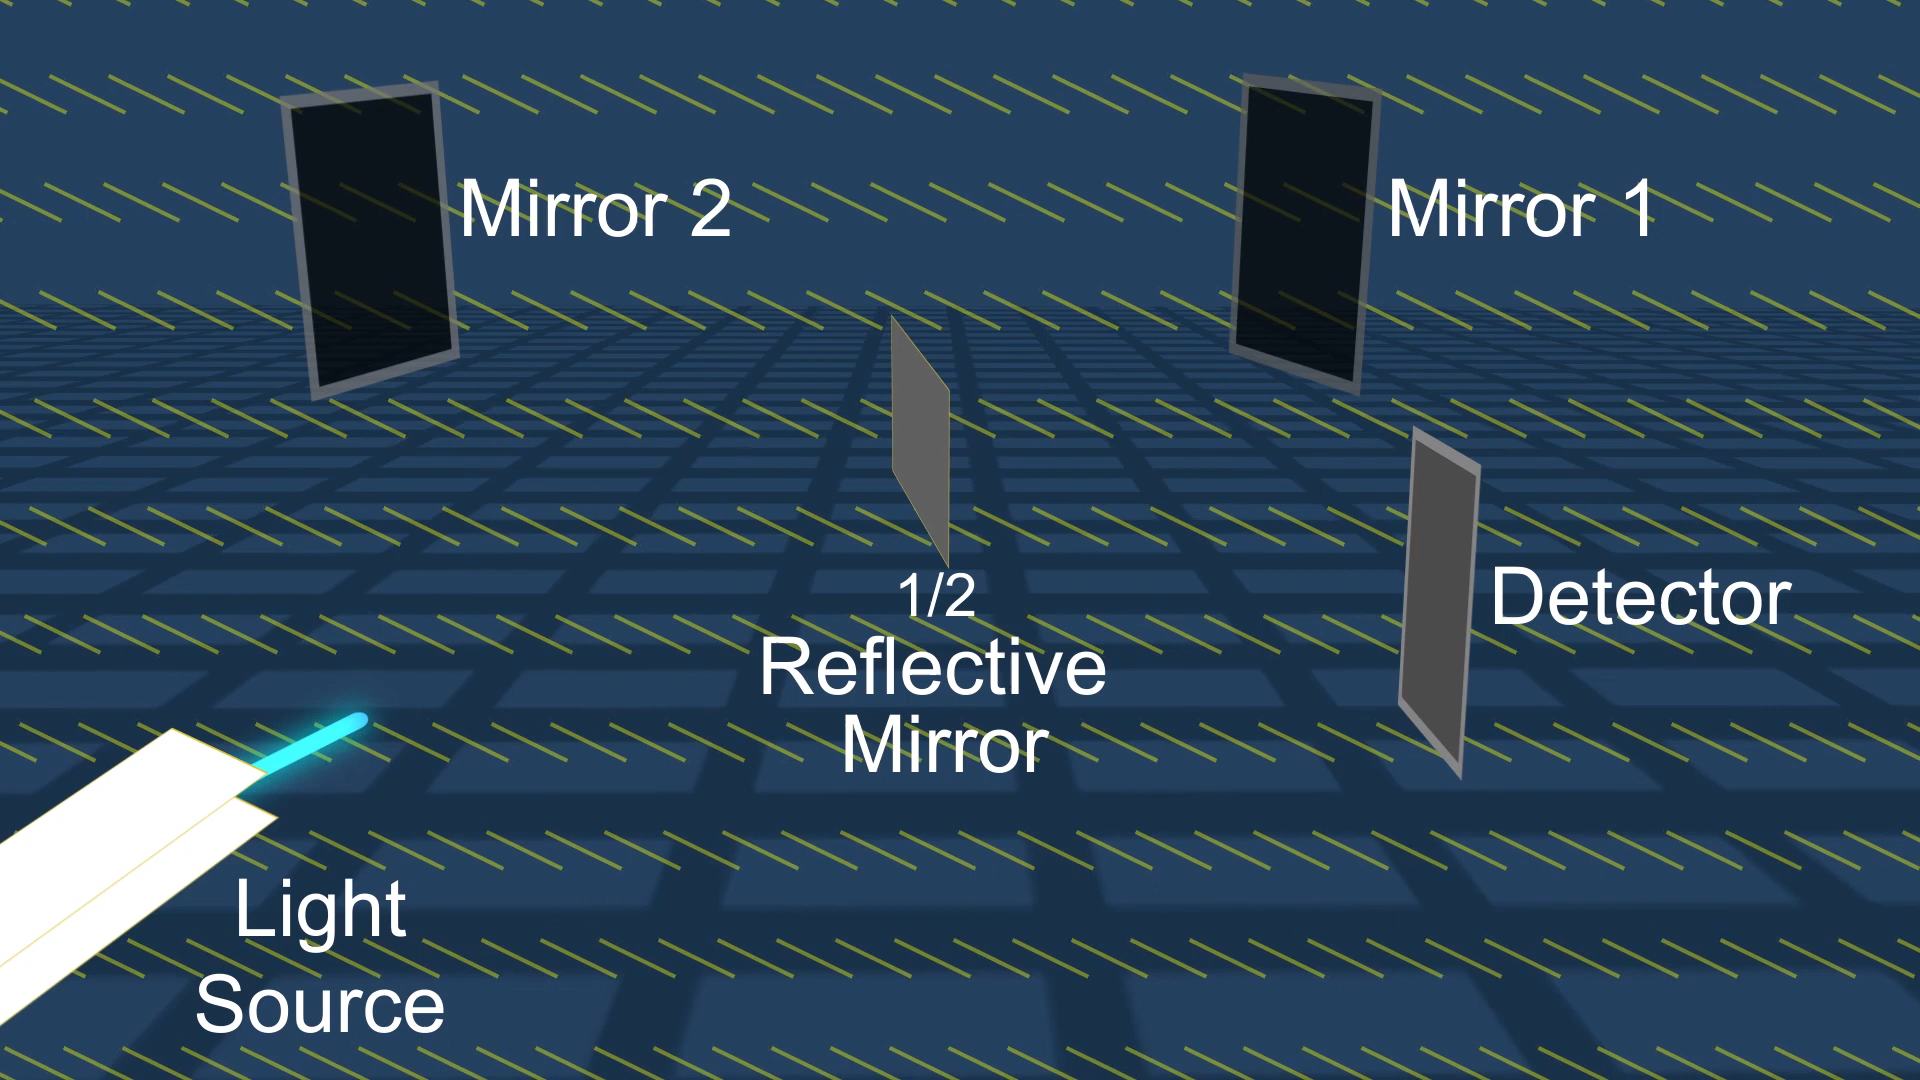 Mirror 2
Mirror 1
1/2
Reflective
Mirror
Detector
Light
Source